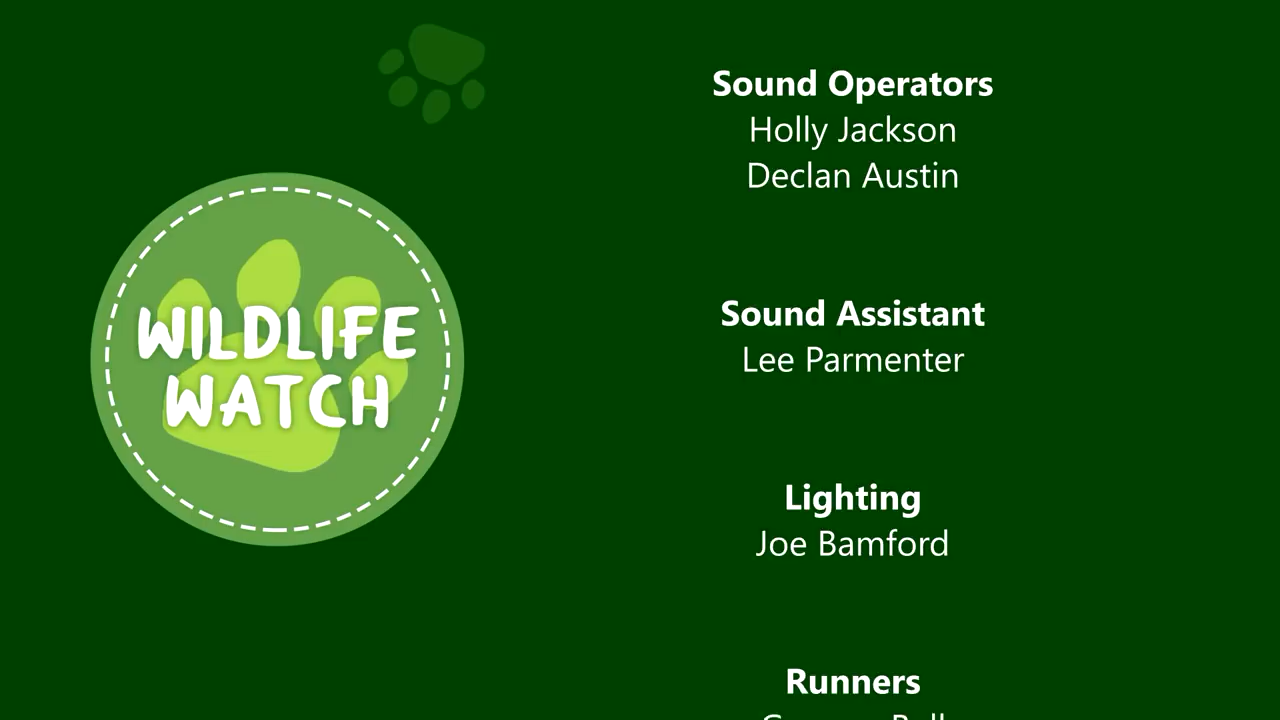 WILDLIFE
WATCH
Sound Operators
Holly Jackson
Declan Austin
Sound Assistant
Lee Parmenter
Lighting
Joe Bamford
Runners